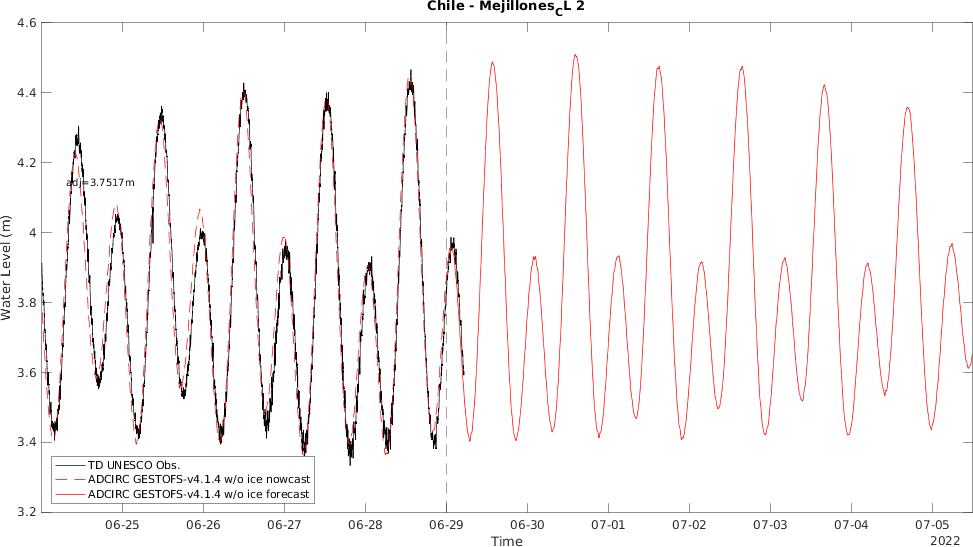 Chile - Mejillones_CL 2
4.6
4.4
4.2
4
3.8
3.6
3.4
3.2
Water Level (m)
adj=3.7517m
TD UNESCO Obs.
ADCIRC GESTOFS-v4.1.4 w/o ice nowcast
ADCIRC GESTOFS-v4.1.4 w/o ice forecast
06-25 06-26 06-27 06-28 06-29 06-30 07-01 07-02 07-03 07-04 07-05
Time
2022